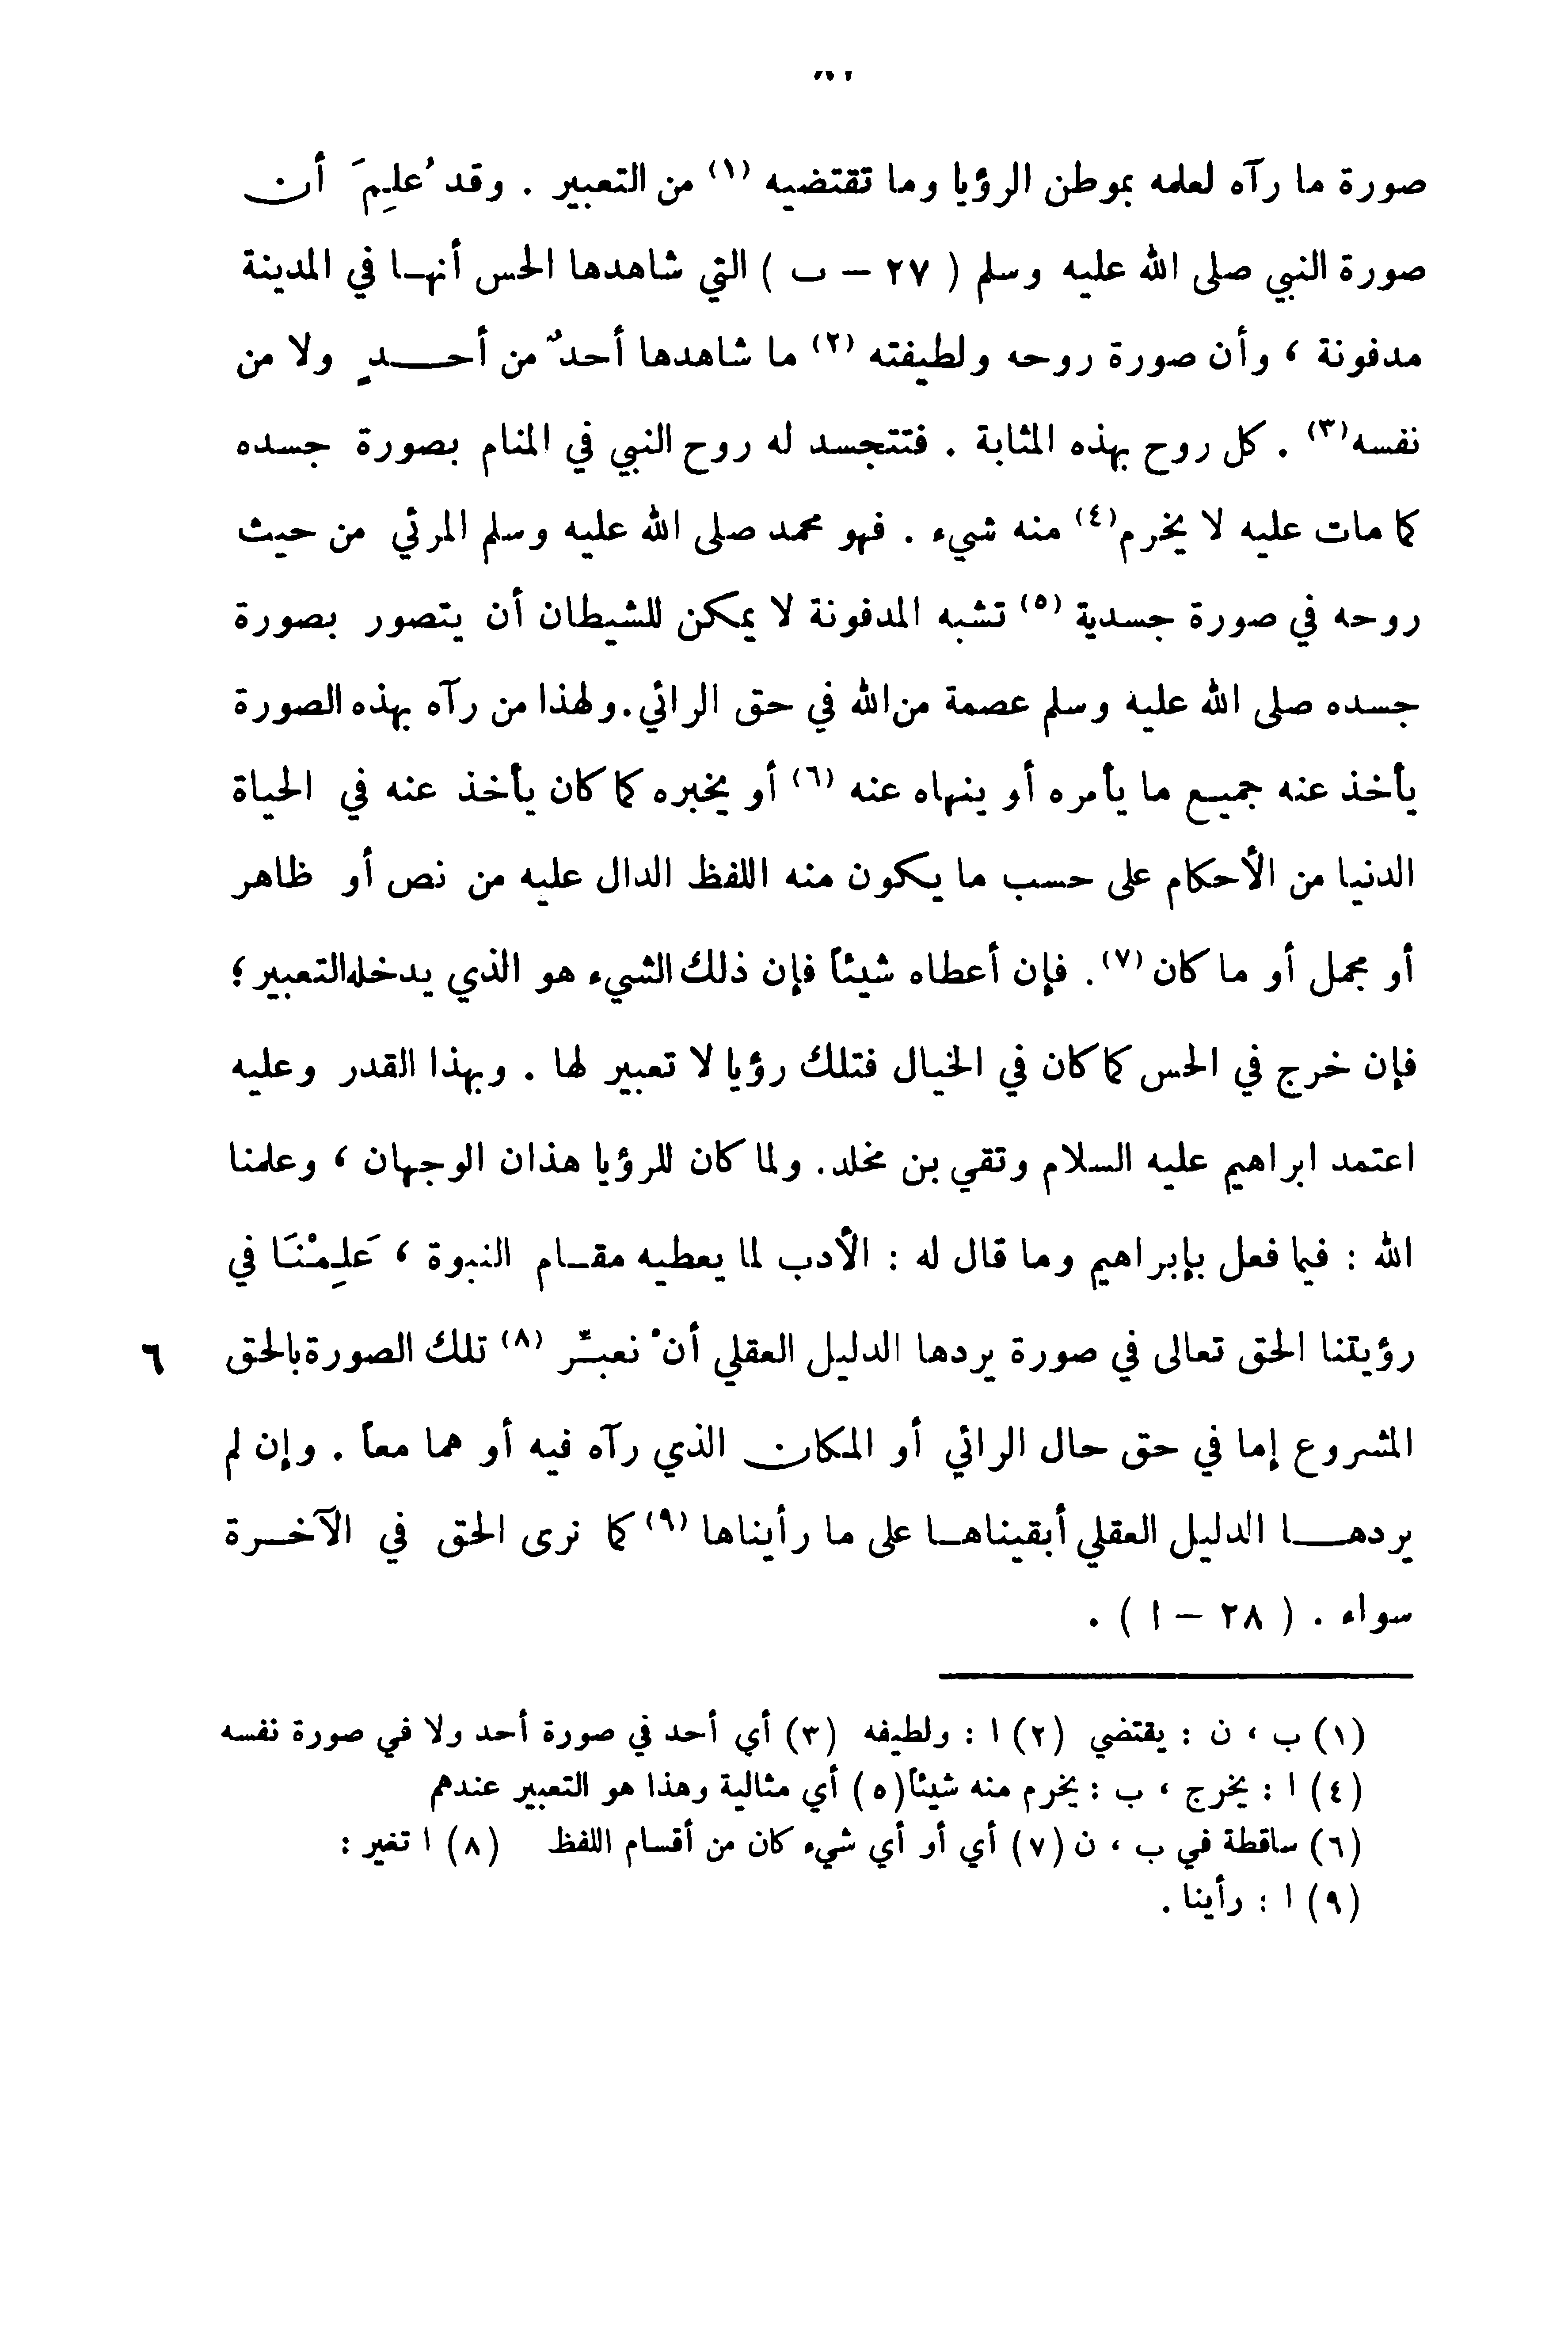 صورة ما رآه لعلمه بموطن الرؤيا وما تقتضيه (١) من التعبير . وقد عُلِمَ أن
صورة النبي صلى الله عليه وسلم ( ٢٧ – ب ) التي شاهدها الحس أنها في المدينة
مدفونة ، وأن صورة روحه ولطيفته (٢) ما شاهدها أحدٌ من أحدٍ ولا من
نفسه(٣) . كل روح بهذه المثابة . فتتجسد له روح النبي في المنام بصورة جسده
كما مات عليه لا يخرم(٤) منه شيء . فهو محمد صلى الله عليه وسلم المرئي من حيث
روحه في صورة جسدية (٥) تشبه المدفونة لا يمكن للشيطان أن يتصور بصورة
جسده صلى الله عليه وسلم عصمة من الله في حق الرائي . ولهذا من رآه بهذه الصورة
يأخذ عنه جميع ما يأمره أو ينهاه عنه (٦) أو يخبره كما كان يأخذ عنه في الحياة
الدنيا من الأحكام على حسب ما يكون منه اللفظ الدال عليه من نص أو ظاهر
أو مجمل أو ما كان (٧). فإن أعطاه شيئاً فإن ذلك الشيء هو الذي يدخله التعبير ؛
فإن خرج في الحس كما كان في الخيال فتلك رؤيا لا تعبير لها . وبهذا القدر وعليه
اعتمد ابراهيم عليه السلام وتقي بن مخلد. ولما كان للرؤيا هذان الوجهان ، وعلمنا
الله : فيما فعل بإبراهيم وما قال له : الأدب لما يعطيه مقام النبوة ، عَلِمْنَا في
رؤيتنا الحق تعالى في صورة يردها الدليل العقلي أنْ نعبِّر (٨) تلك الصورة بالحق ٦
المشروع إما في حق حال الرائي أو المكان الذي رآه فيه أو هما معاً . وإن لم
يردها الدليل العقلي أبقيناها على ما رأيناها (٩) كما نرى الحق في الآخرة
سواء . ( ٢٨ – ا ) .
(١) ب ، ن : يقتضي (٢) ا : ولطيفه (٣) أي أحد في صورة أحد ولا في صورة نفسه
(٤) ا : يخرج ، ب : يخرم منه شيئاً (٥) أي مثالية وهذا هو التعبير عندهم
(٦) ساقطة في ب ، ن (٧) أي أو أي شيء كان من أقسام اللفظ (٨) ا تغير :
(٩) ا : رأينا .